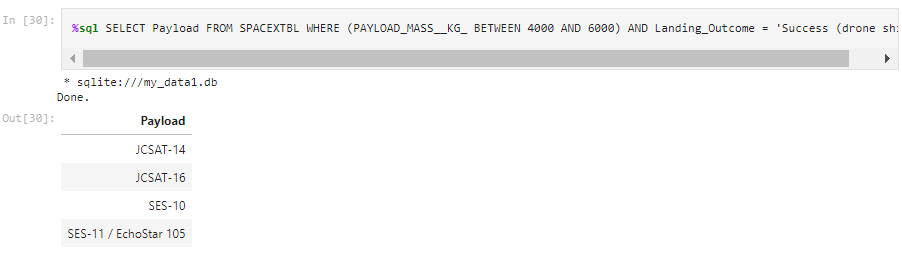 In [30]:
%sql SELECT Payload FROM SPACEXTBL WHERE (PAYLOAD_MASS__KG_ BETWEEN 4000 AND 6000) AND Landing_Outcome = 'Success (drone
* sqlite:///my_data1.db
Done.
Out[30]:
Payload
JCSAT-14
JCSAT-16
SES-10
SES-11 / EchoStar 105